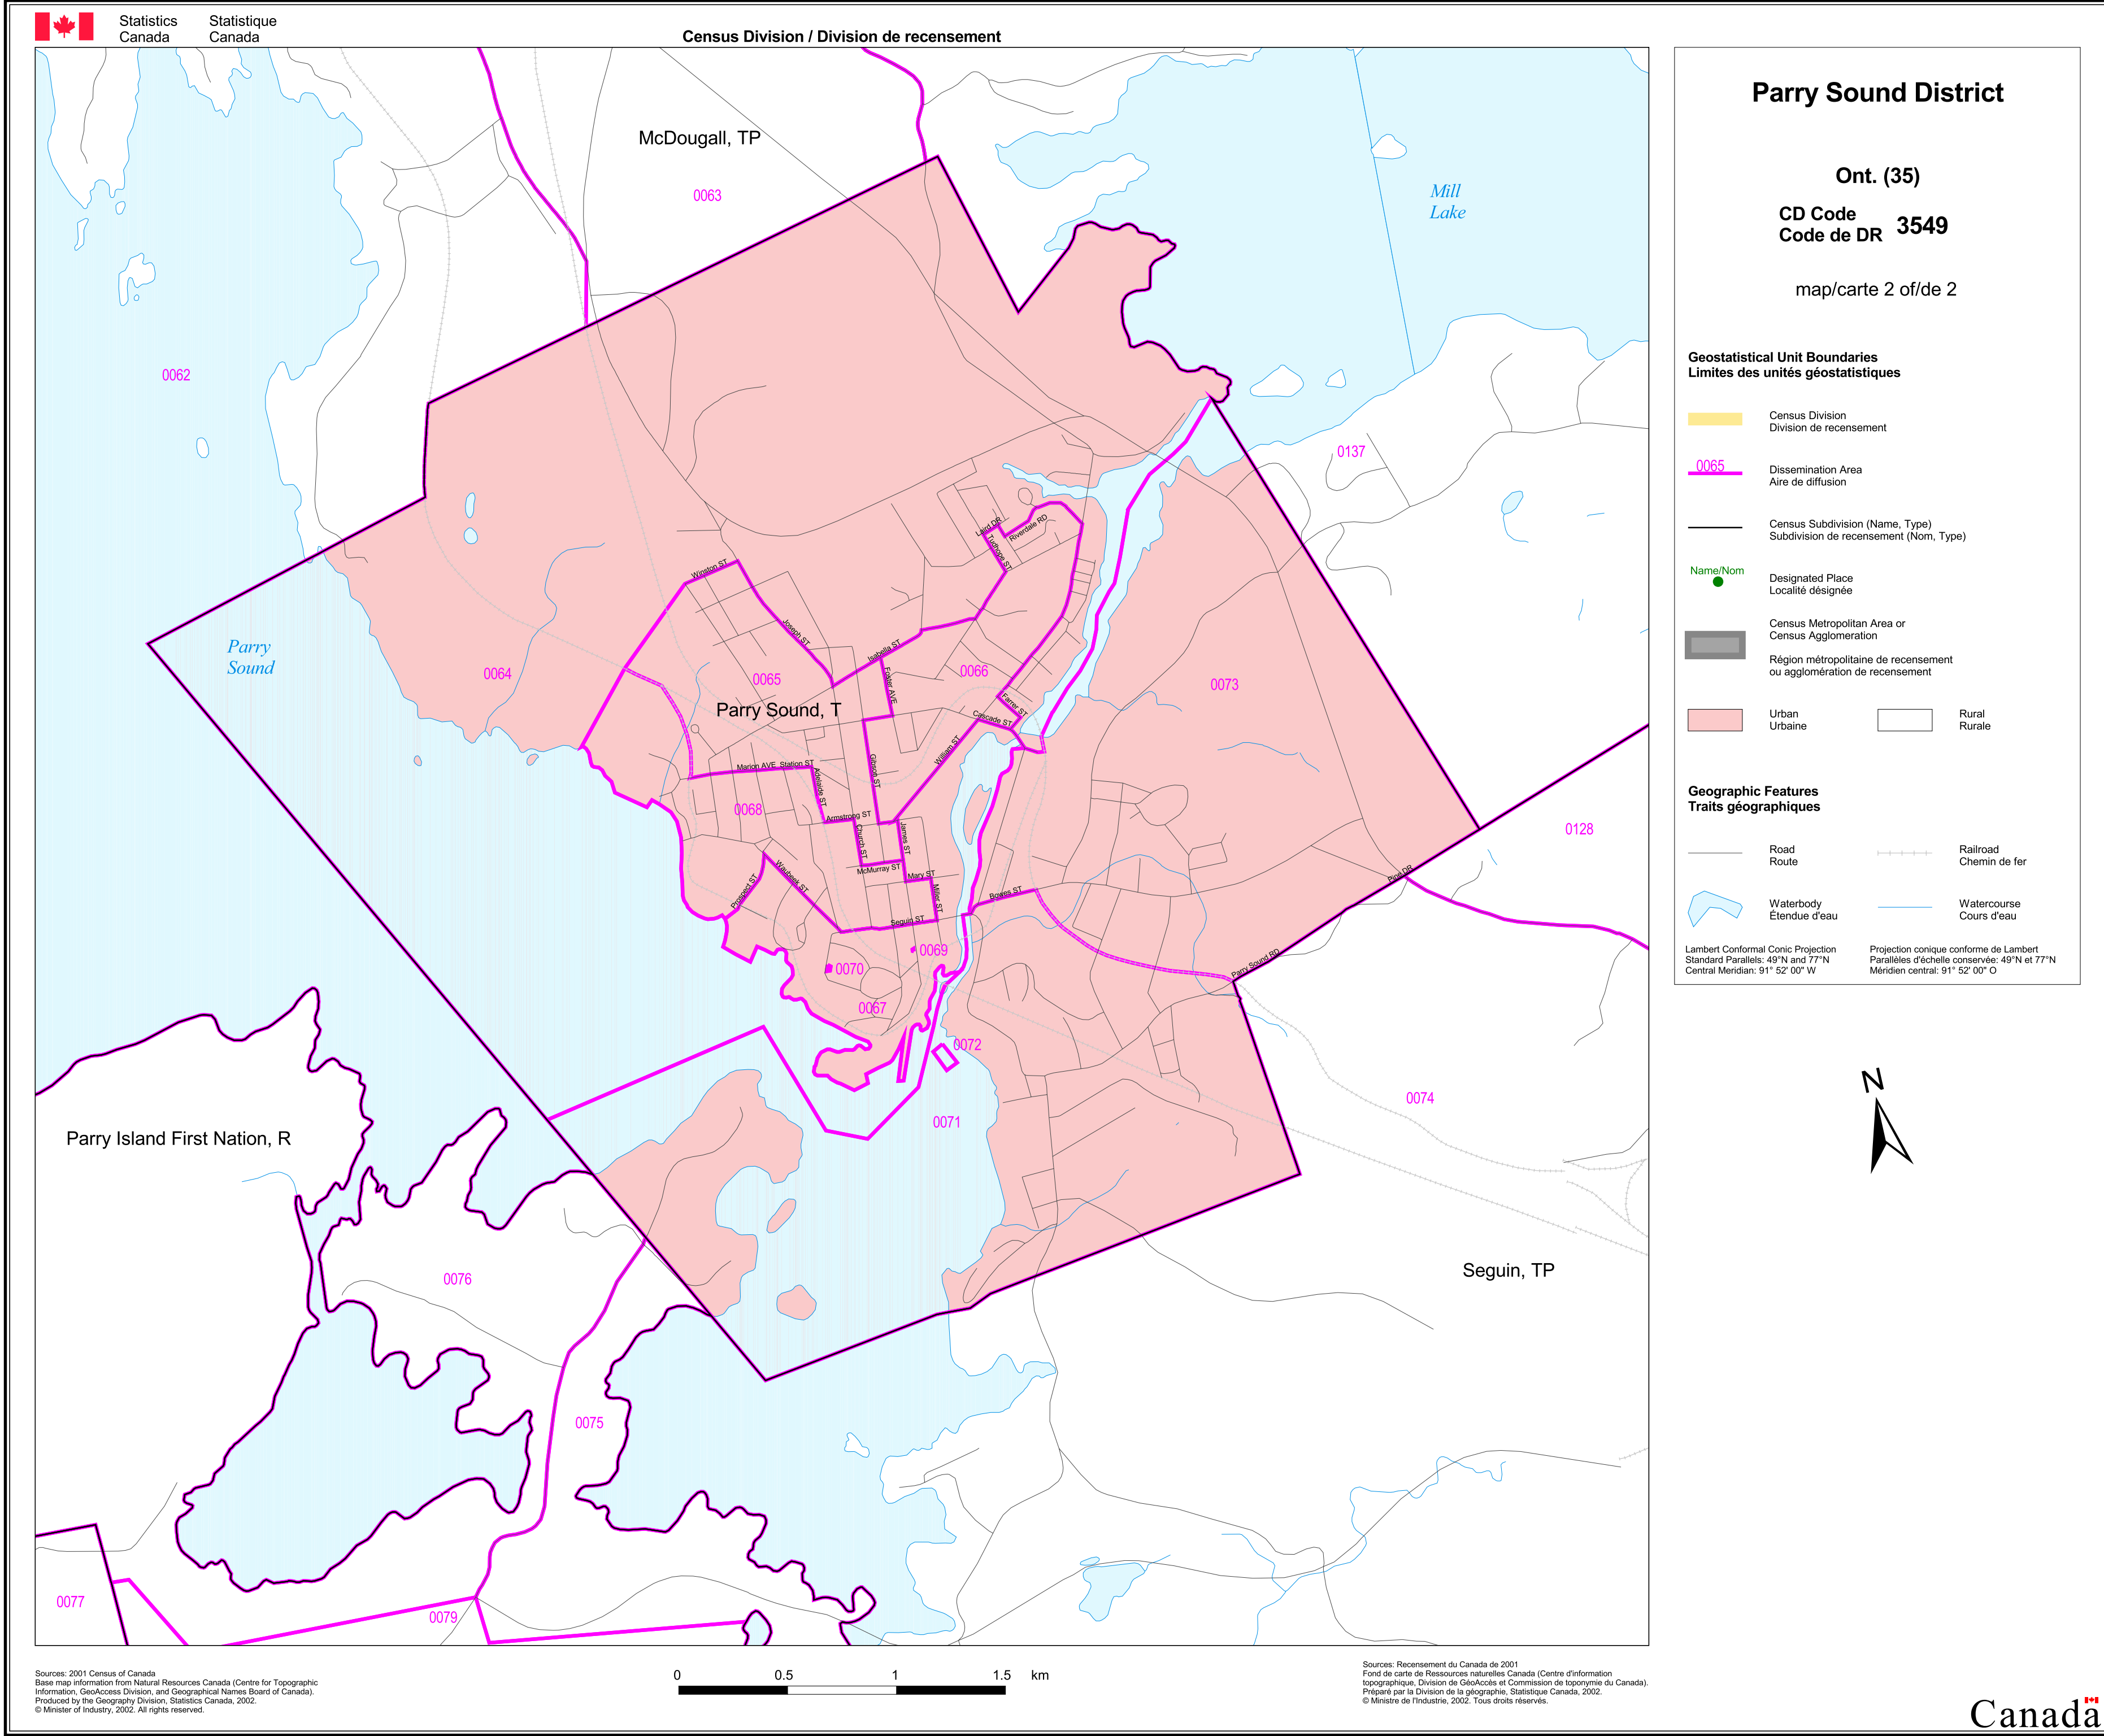 Statistics Canada
Statistique Canada
Census Division / Division de recensement
McDougall, TP
0063
Mill
Lake
0062
0137
Laird DR
Riverdale RD
Tudhope ST
Winston ST
Joseph ST
Isabella ST
Parry
Sound
0064
0065
Foster AVE
0066
0073
Parry Sound, T
Farrer ST
Cascade ST
William ST
Gibson ST
Marion AVE
Station ST
Adelaide ST
0068
Armstrong ST
Church ST
James ST
0128
McMurray ST
Mary ST
Waubeek ST
Prospect ST
Miller ST
Bowes ST
Pine DR
Seguin ST
0069
0070
Parry Sound RD
0067
0072
0074
0071
Parry Island First Nation, R
0076
Seguin, TP
0075
0077
0079
Parry Sound District
Ont. (35)
CD Code
Code de DR
3549
map/carte 2 of/de 2
Geostatistical Unit Boundaries
Limites des unités géostatistiques
Census Division
Division de recensement
0065
Dissemination Area
Aire de diffusion
Census Subdivision (Name, Type)
Subdivision de recensement (Nom, Type)
Name/Nom
Designated Place
Localité désignée
Census Metropolitan Area or
Census Agglomeration
Région métropolitaine de recensement
ou agglomération de recensement
Urban
Urbaine
Rural
Rurale
Geographic Features
Traits géographiques
Road
Route
Railroad
Chemin de fer
Waterbody
Étendue d'eau
Watercourse
Cours d'eau
Lambert Conformal Conic Projection
Standard Parallels: 49°N and 77°N
Central Meridian: 91° 52' 00" W
Projection conique conforme de Lambert
Parallèles d'échelle conservée: 49°N et 77°N
Méridien central: 91° 52' 00" O
N
Sources: 2001 Census of Canada
Base map information from Natural Resources Canada (Centre for Topographic
Information, GeoAccess Division, and Geographical Names Board of Canada).
Produced by the Geography Division, Statistics Canada, 2002.
© Minister of Industry, 2002. All rights reserved.
0 0.5 1 1.5 km
Sources: Recensement du Canada de 2001
Fond de carte de Ressources naturelles Canada (Centre d'information
topographique, Division de GéoAccès et Commission de toponymie du Canada).
Préparé par la Division de la géographie, Statistique Canada, 2002.
© Ministre de l'Industrie, 2002. Tous droits réservés.
Canada